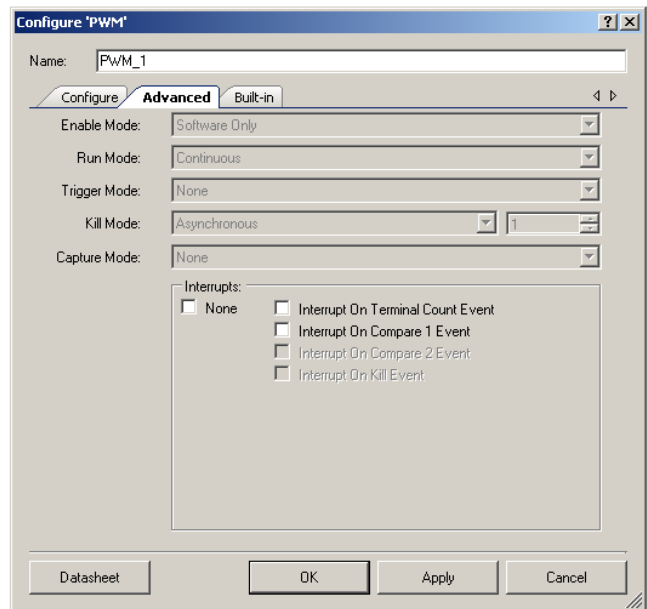 Configure 'PWM'
Name: PWM_1
Configure Advanced Built-in
Enable Mode: Software Only
Run Mode: Continuous
Trigger Mode: None
Kill Mode: Asynchronous 1
Capture Mode: None
Interrupts:
None Interrupt On Terminal Count Event
Interrupt On Compare 1 Event
Interrupt On Compare 2 Event
Interrupt On Kill Event
Datasheet OK Apply Cancel